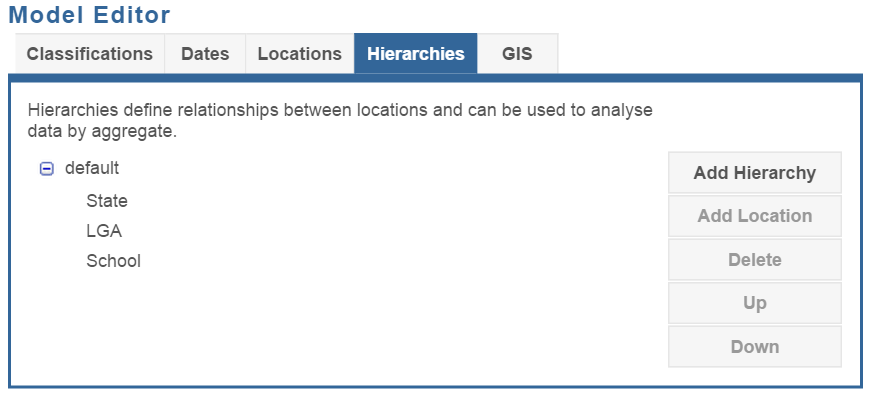 Model Editor
Classifications Dates Locations Hierarchies GIS
Hierarchies define relationships between locations and can be used to analyse
data by aggregate.
default
State
LGA
School
Add Hierarchy
Add Location
Delete
Up
Down